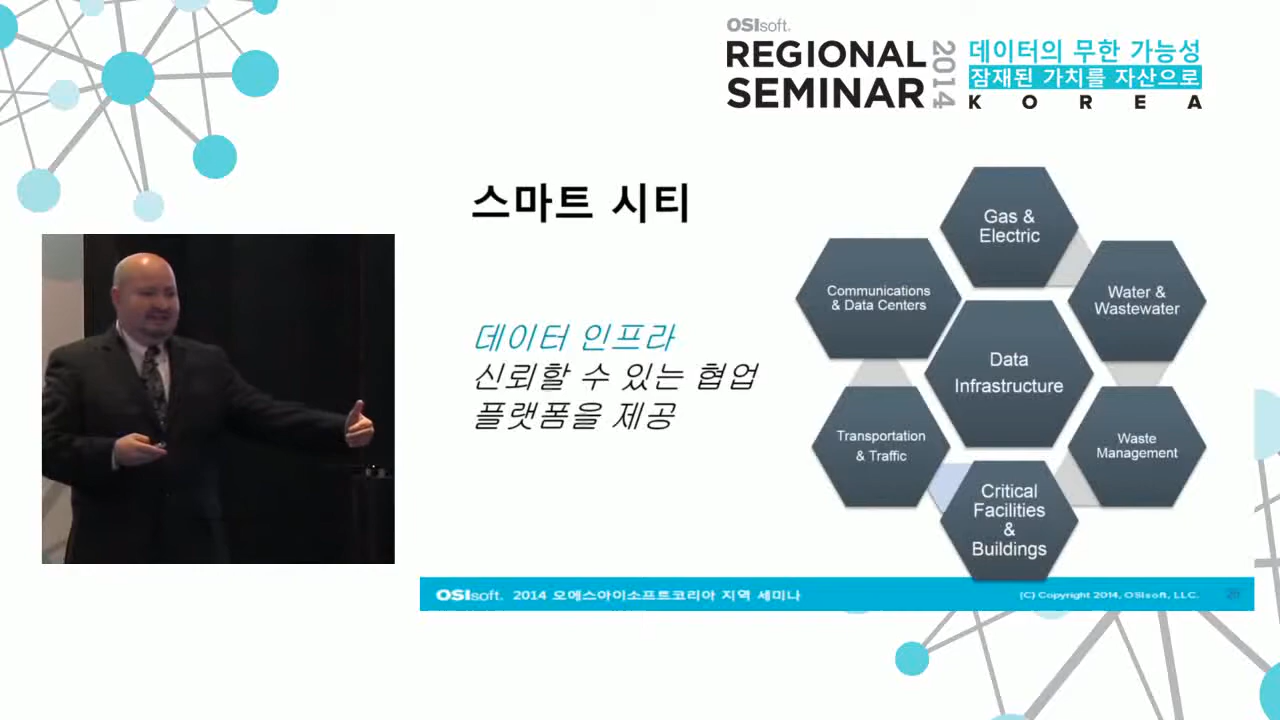 OSIsoft.
REGIONAL
SEMINAR
2014
데이터의 무한 가능성
잠재된 가치를 자산으로
KOREA
스마트 시티
데이터 인프라
신뢰할 수 있는 협업
플랫폼을 제공
Gas &
Electric
Communications
& Data Centers
Water &
Wastewater
Data
Infrastructure
Transportation
& Traffic
Waste
Management
Critical
Facilities
&
Buildings
OSIsoft. 2014 오에스아이소프트코리아 지역 세미나
(C) Copyright 2014, OSIsoft, LLC.